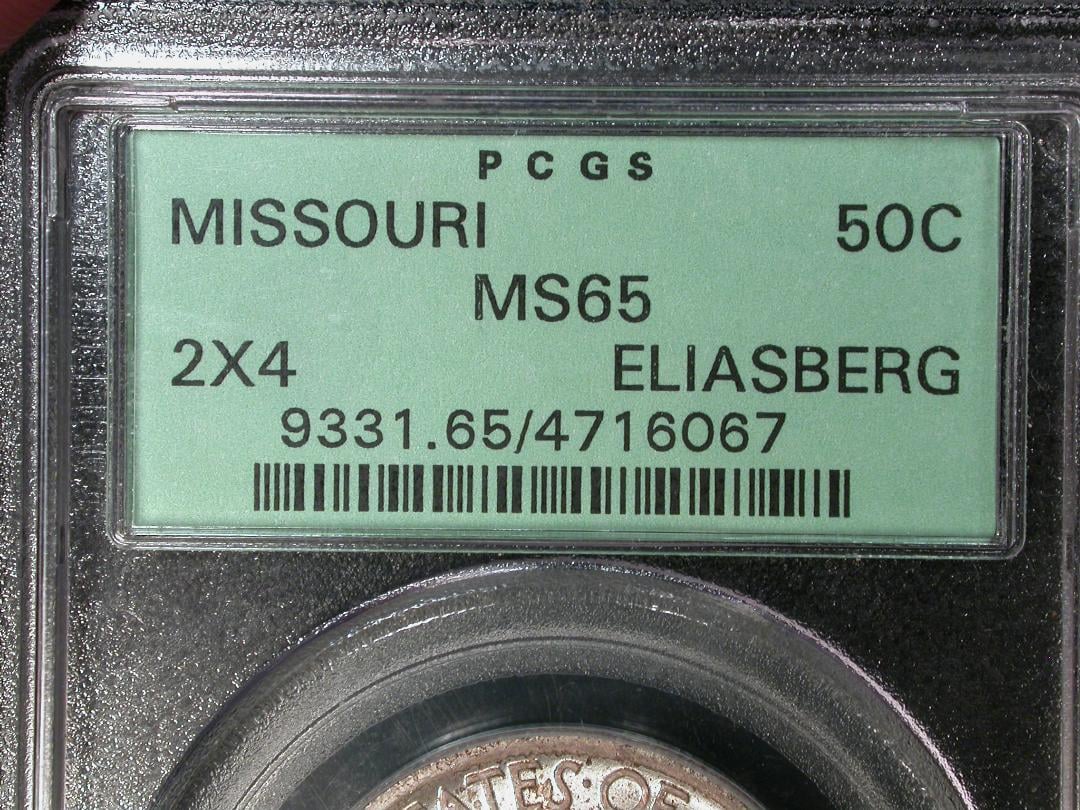 PCGS
MISSOURI 50C
MS65
2X4 ELIASBERG
9331.65/4716067
ATES OF